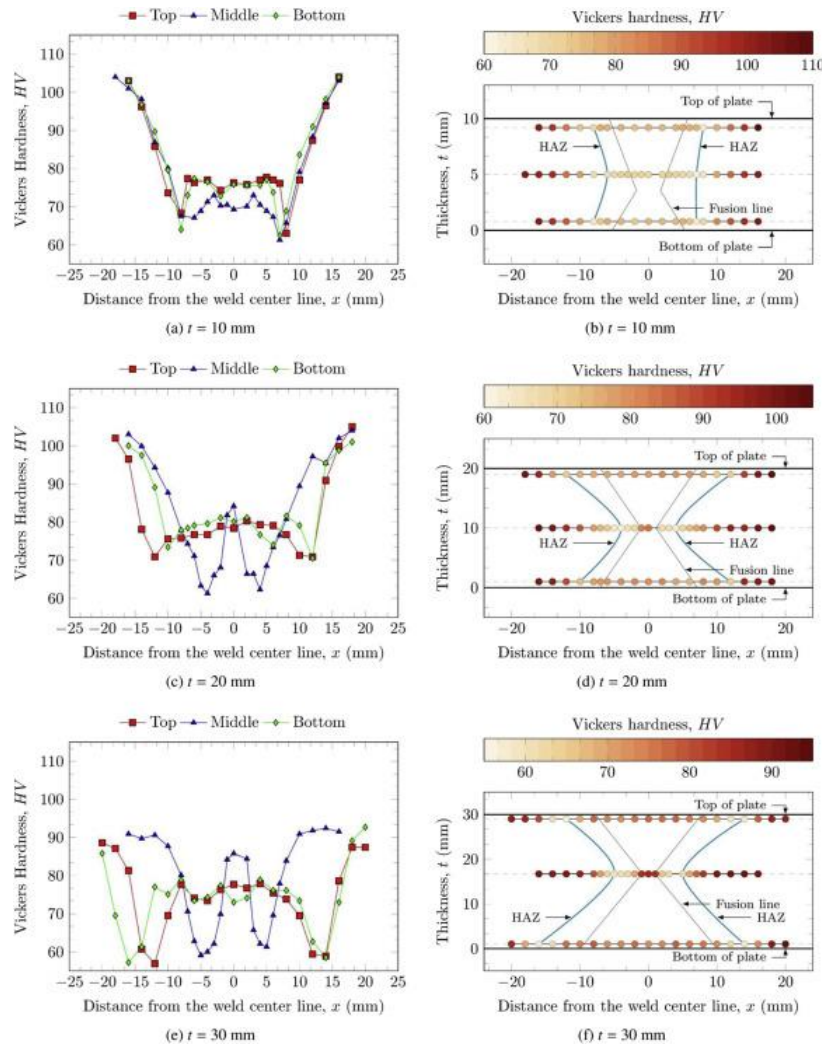 Top Middle Bottom
Vickers Hardness, HV
110
100
90
80
70
60
−25 −20 −15 −10 −5 0 5 10 15 20 25
Distance from the weld center line, x (mm)
(a) t = 10 mm
Vickers hardness, HV
60 70 80 90 100 110
Thickness, t (mm)
10
5
0
Top of plate
HAZ
HAZ
Fusion line
Bottom of plate
−20 −10 0 10 20
Distance from the weld center line, x (mm)
(b) t = 10 mm
Top Middle Bottom
Vickers Hardness, HV
110
100
90
80
70
60
−25 −20 −15 −10 −5 0 5 10 15 20 25
Distance from the weld center line, x (mm)
(c) t = 20 mm
Vickers hardness, HV
60 70 80 90 100
Thickness, t (mm)
20
10
0
Top of plate
HAZ
HAZ
Fusion line
Bottom of plate
−20 −10 0 10 20
Distance from the weld center line, x (mm)
(d) t = 20 mm
Top Middle Bottom
Vickers Hardness, HV
110
100
90
80
70
60
−25 −20 −15 −10 −5 0 5 10 15 20 25
Distance from the weld center line, x (mm)
(e) t = 30 mm
Vickers hardness, HV
60 70 80 90
Thickness, t (mm)
30
20
10
0
Top of plate
Fusion line
HAZ
HAZ
Bottom of plate
−20 −10 0 10 20
Distance from the weld center line, x (mm)
(f) t = 30 mm